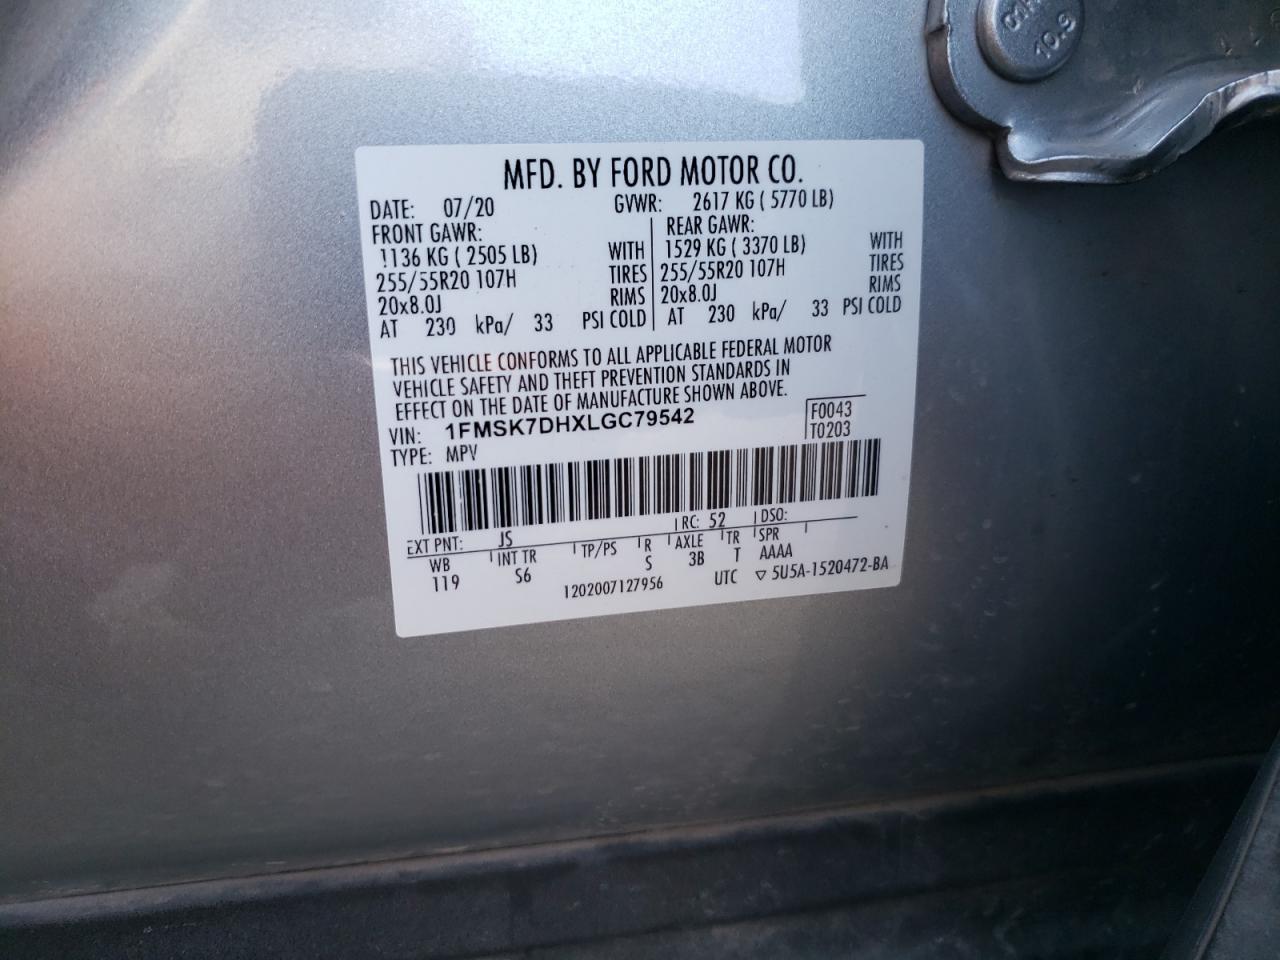 10.9
MFD. BY FORD MOTOR CO.
DATE: 07/20 GVWR: 2617 KG ( 5770 LB)
FRONT GAWR: REAR GAWR:
1136 KG ( 2505 LB) WITH 1529 KG ( 3370 LB) WITH
255/55R20 107H TIRES 255/55R20 107H TIRES
20x8.0J RIMS 20x8.0J RIMS
AT 230 kPa/ 33 PSI COLD AT 230 kPa/ 33 PSI COLD
THIS VEHICLE CONFORMS TO ALL APPLICABLE FEDERAL MOTOR
VEHICLE SAFETY AND THEFT PREVENTION STANDARDS IN
EFFECT ON THE DATE OF MANUFACTURE SHOWN ABOVE.
VIN: 1FMSK7DHXLGC79542 F0043
TYPE: MPV T0203
EXT PNT: JS RC: 52 DSO:
WB INT TR TP/PS R AXLE TR SPR
119 S6 S 3B T AAAA
1202007127956 UTC ▽ 5U5A-1520472-BA